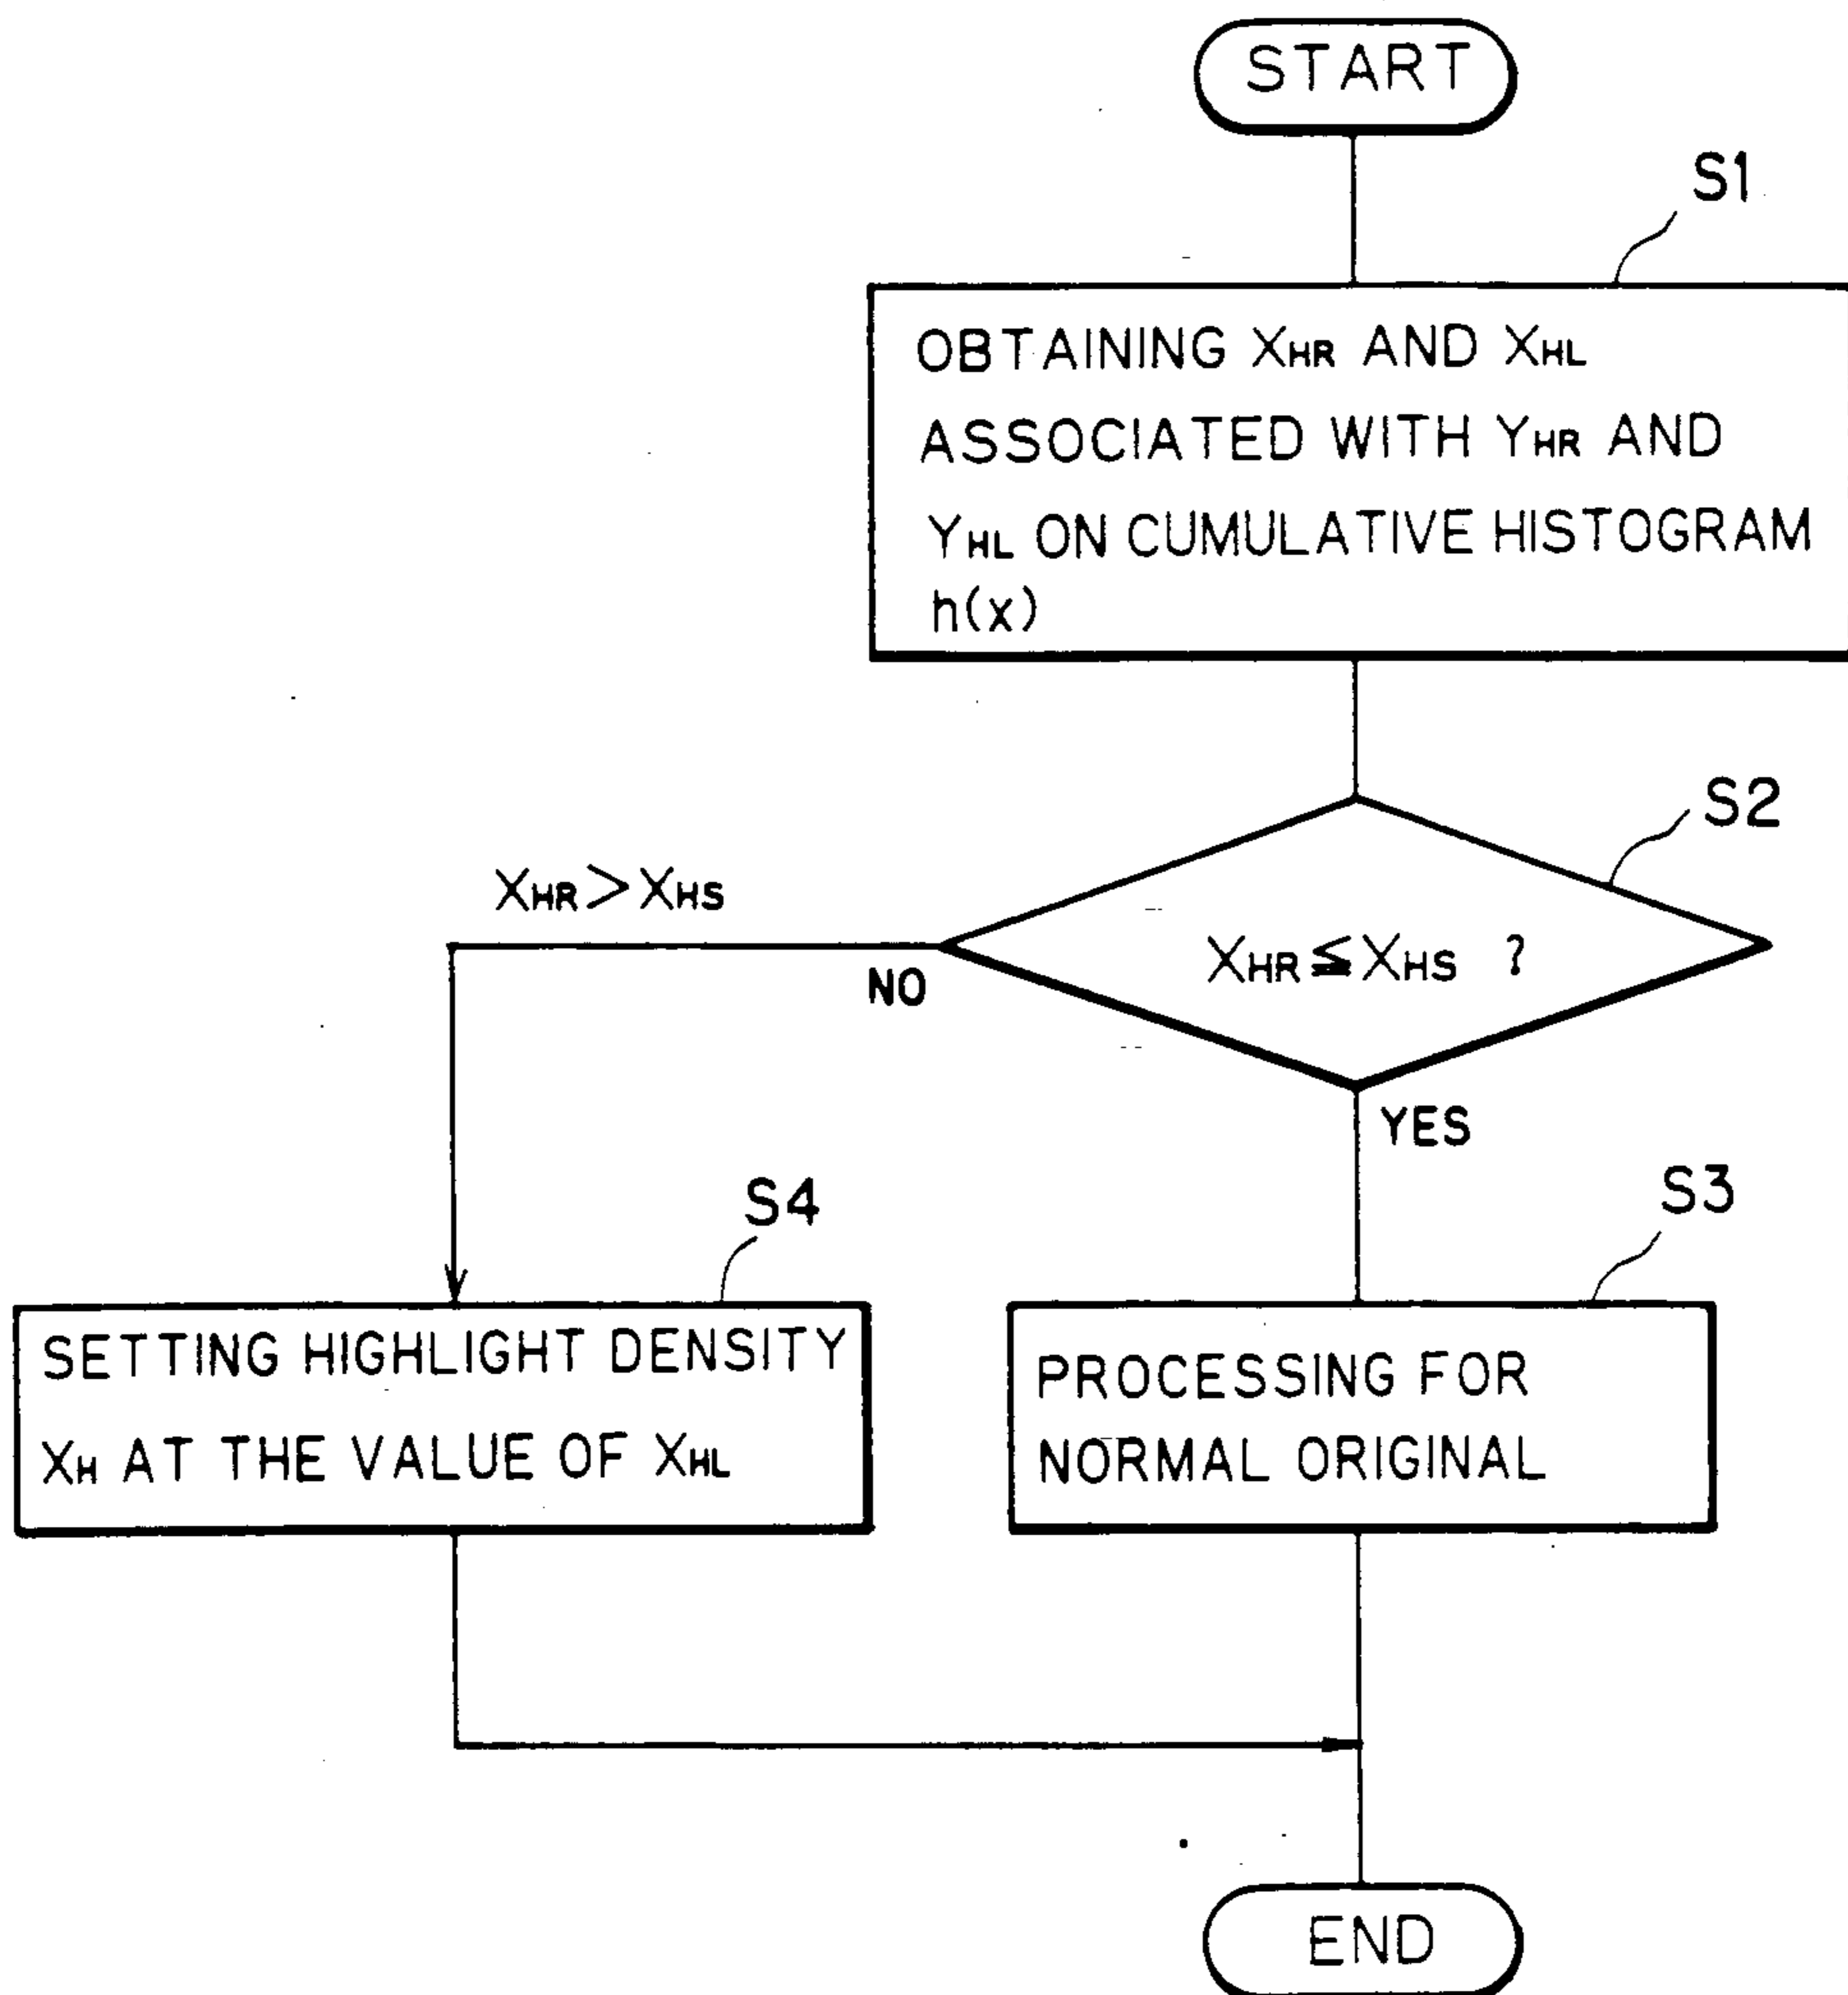 START
S1
OBTAINING XHR AND XHL
ASSOCIATED WITH YHR AND
YHL ON CUMULATIVE HISTOGRAM
h(x)
S2
XHR>XHS
XHR≦XHS ?
NO
YES
S4
S3
SETTING HIGHLIGHT DENSITY
XH AT THE VALUE OF XHL
PROCESSING FOR
NORMAL ORIGINAL
END